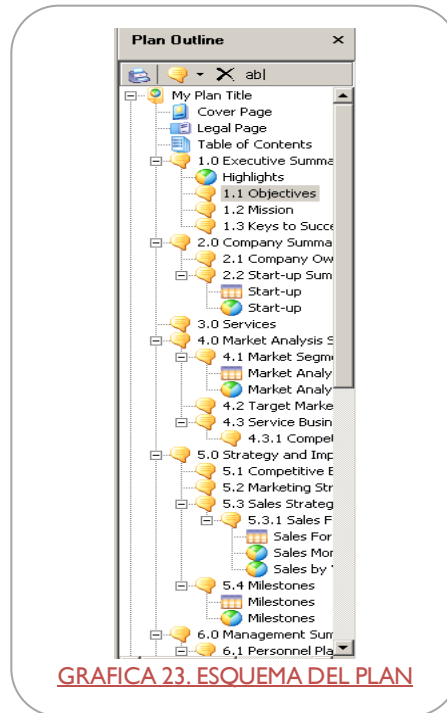 Plan Outline ×
abl
My Plan Title
Cover Page
Legal Page
Table of Contents
1.0 Executive Summa
Highlights
1.1 Objectives
1.2 Mission
1.3 Keys to Succe
2.0 Company Summa
2.1 Company Ow
2.2 Start-up Sum
Start-up
Start-up
3.0 Services
4.0 Market Analysis S
4.1 Market Segm
Market Analy
Market Analy
4.2 Target Marke
4.3 Service Busin
4.3.1 Compet
5.0 Strategy and Imp
5.1 Competitive E
5.2 Marketing Str
5.3 Sales Strateg
5.3.1 Sales F
Sales For
Sales Mon
Sales by Y
5.4 Milestones
Milestones
Milestones
6.0 Management Sum
6.1 Personnel Pla
GRAFICA 23. ESQUEMA DEL PLAN